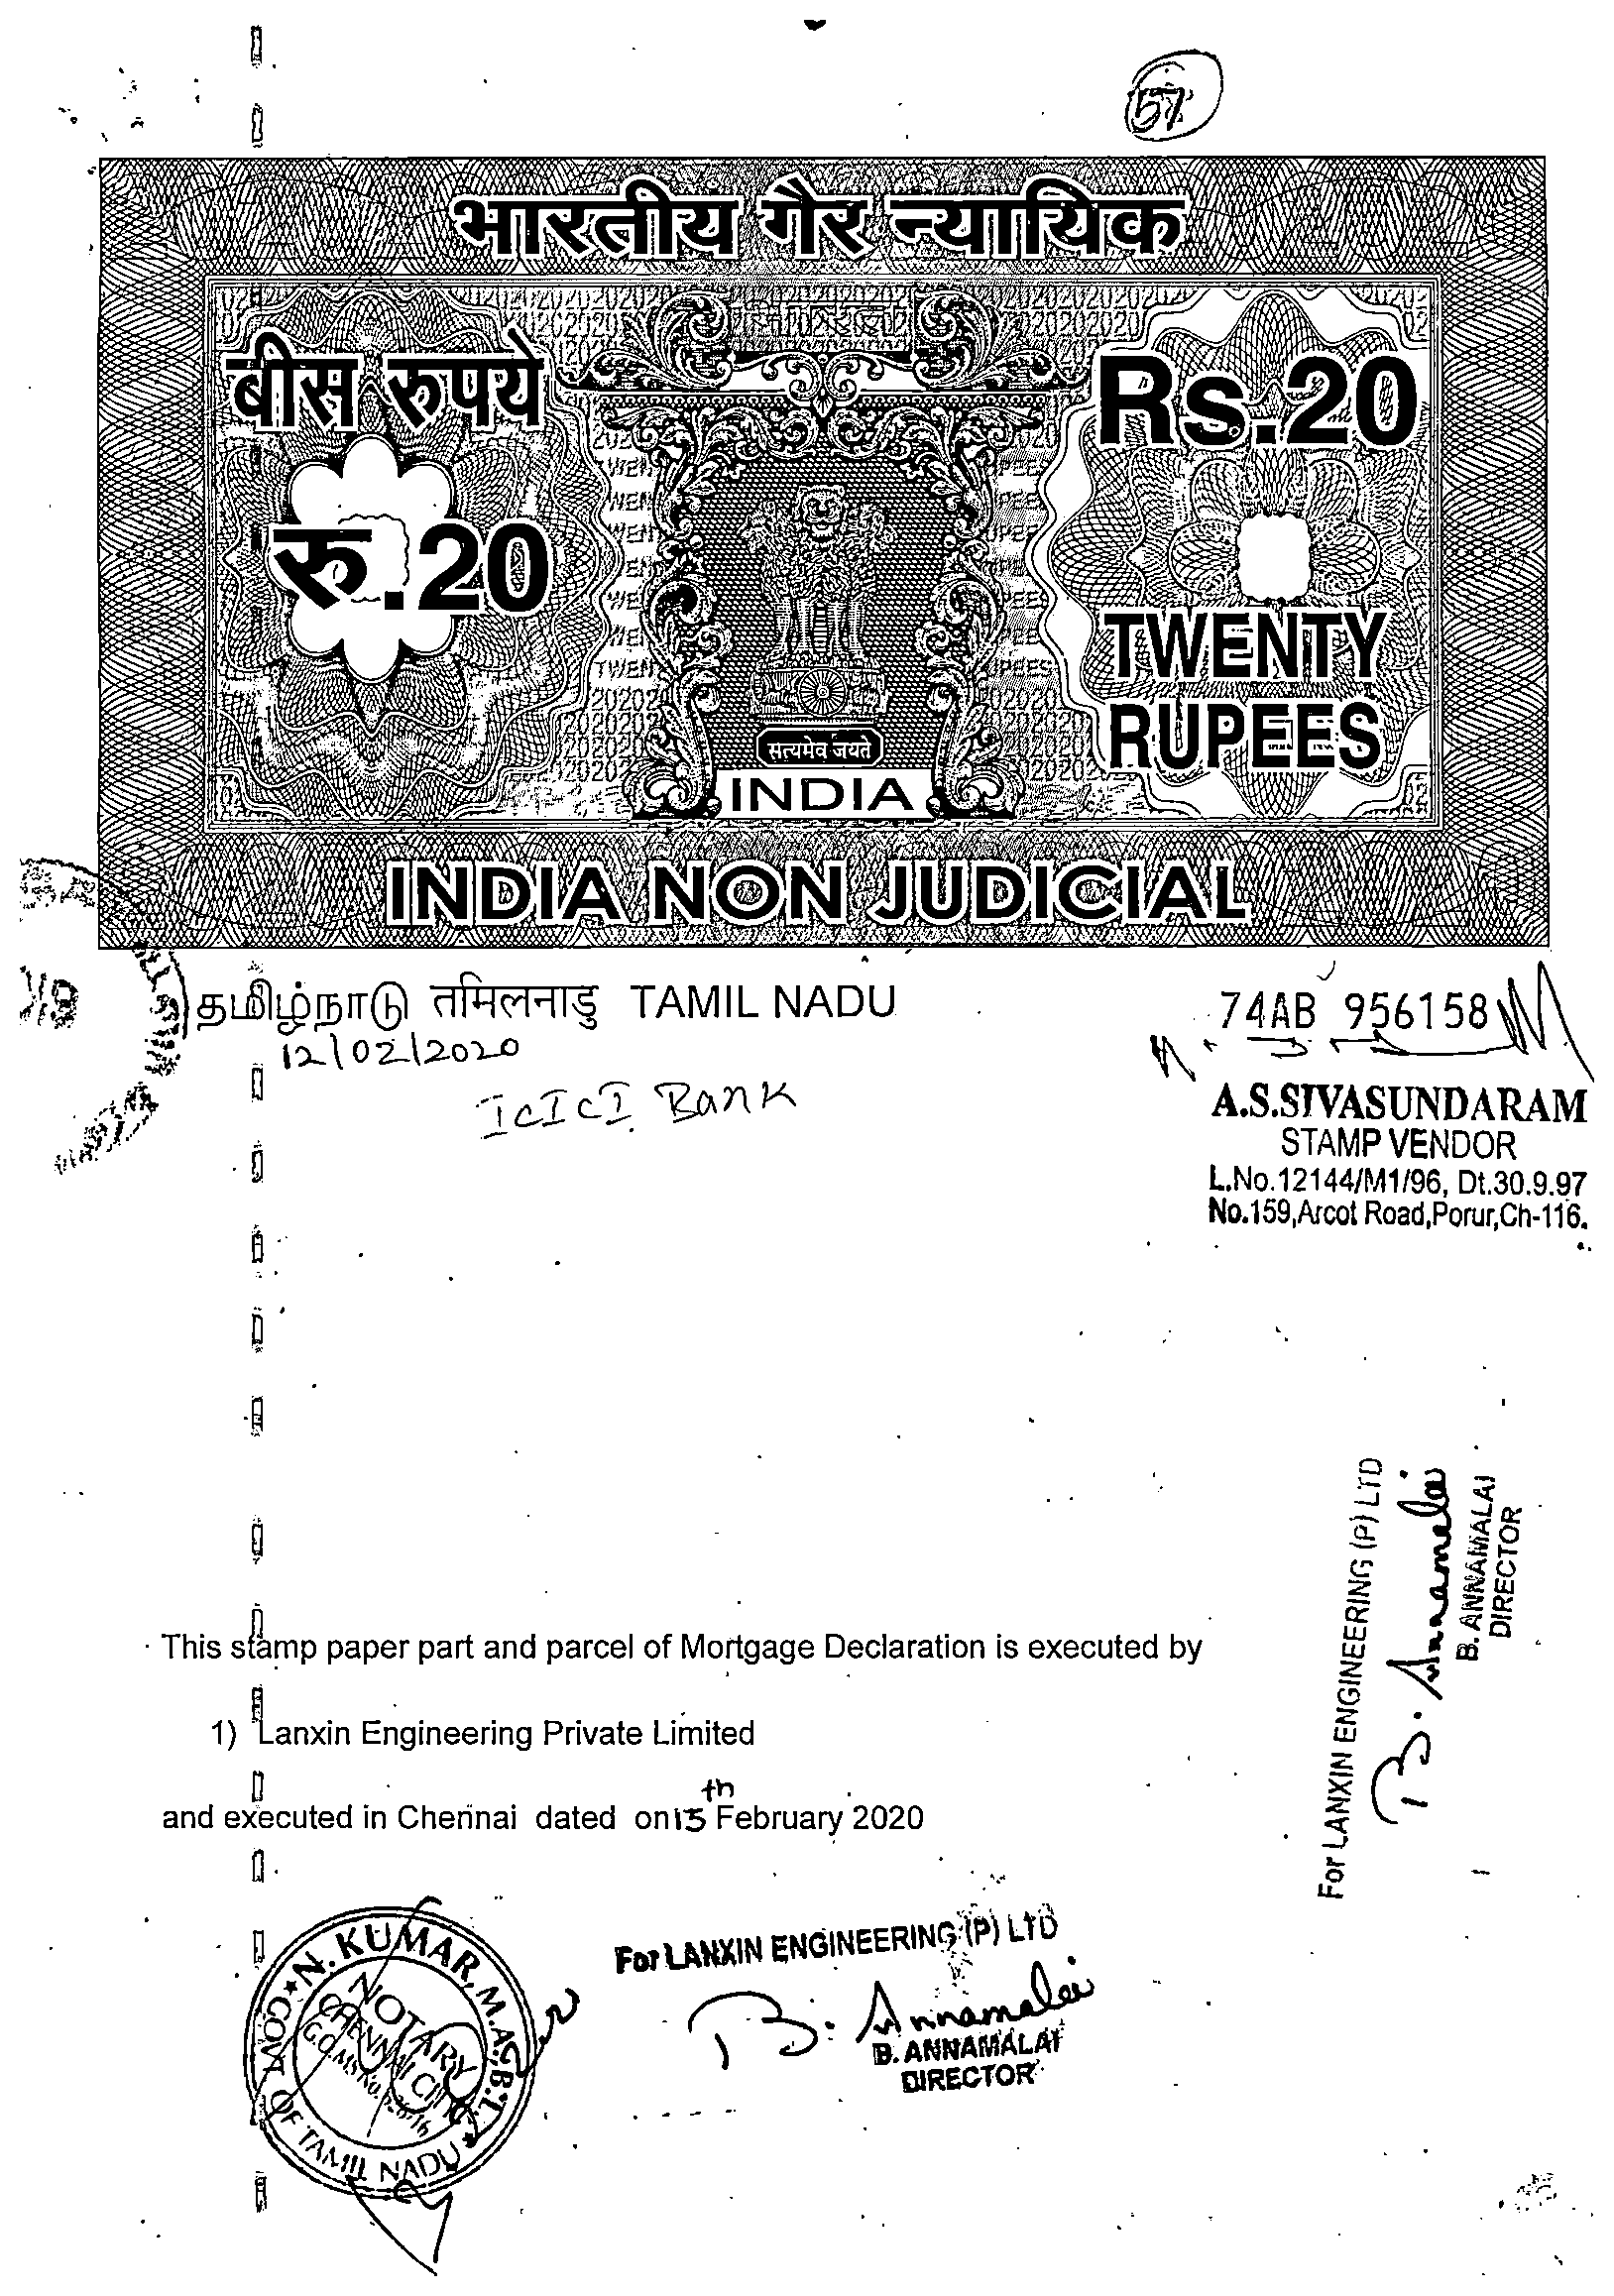 57
भारतीय गैर न्यायिक
बीस रुपये
Rs.20
रु.20
TWENTY
RUPEES
सत्यमेव जयते
INDIA
INDIA NON JUDICIAL
தமிழ்நாடு तमिलनाडु TAMIL NADU
74AB 956158
12/02/2020
ICICI Bank
A.S.SIVASUNDARAM
STAMP VENDOR
L.No.12144/M1/96, Dt.30.9.97
No.159,Arcot Road,Porur,Ch-116.
This stamp paper part and parcel of Mortgage Declaration is executed by
1) Lanxin Engineering Private Limited
and executed in Chennai dated on 13th February 2020
For LANXIN ENGINEERING (P) LTD
B. Annamalai
B. ANNAMALAI
DIRECTOR
For LANXIN ENGINEERING (P) LTD
B. Annamalai
B. ANNAMALAI
DIRECTOR
N. KUMAR, M.A., B.L.
GOVT. OF TAMIL NADU
NOTARY
CHENNAI CITY